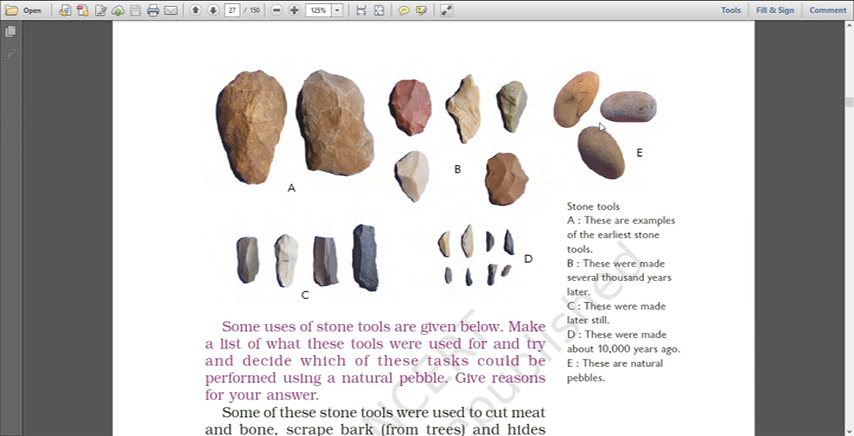 Open
27 / 150
125%
Tools
Fill & Sign
Comment
A
B
E
C
D
Stone tools
A : These are examples
of the earliest stone
tools.
B : These were made
several thousand years
later.
C : These were made
later still.
D : These were made
about 10,000 years ago.
E : These are natural
pebbles.
Some uses of stone tools are given below. Make
a list of what these tools were used for and try
and decide which of these tasks could be
performed using a natural pebble. Give reasons
for your answer.
Some of these stone tools were used to cut meat
and bone, scrape bark (from trees) and hides
NCERT
republished